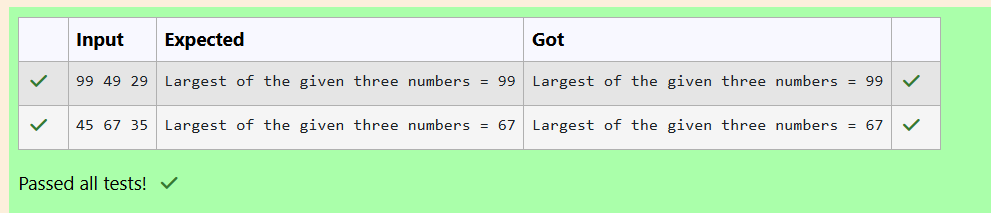 Input Expected Got
99 49 29 Largest of the given three numbers = 99 Largest of the given three numbers = 99
45 67 35 Largest of the given three numbers = 67 Largest of the given three numbers = 67
Passed all tests!